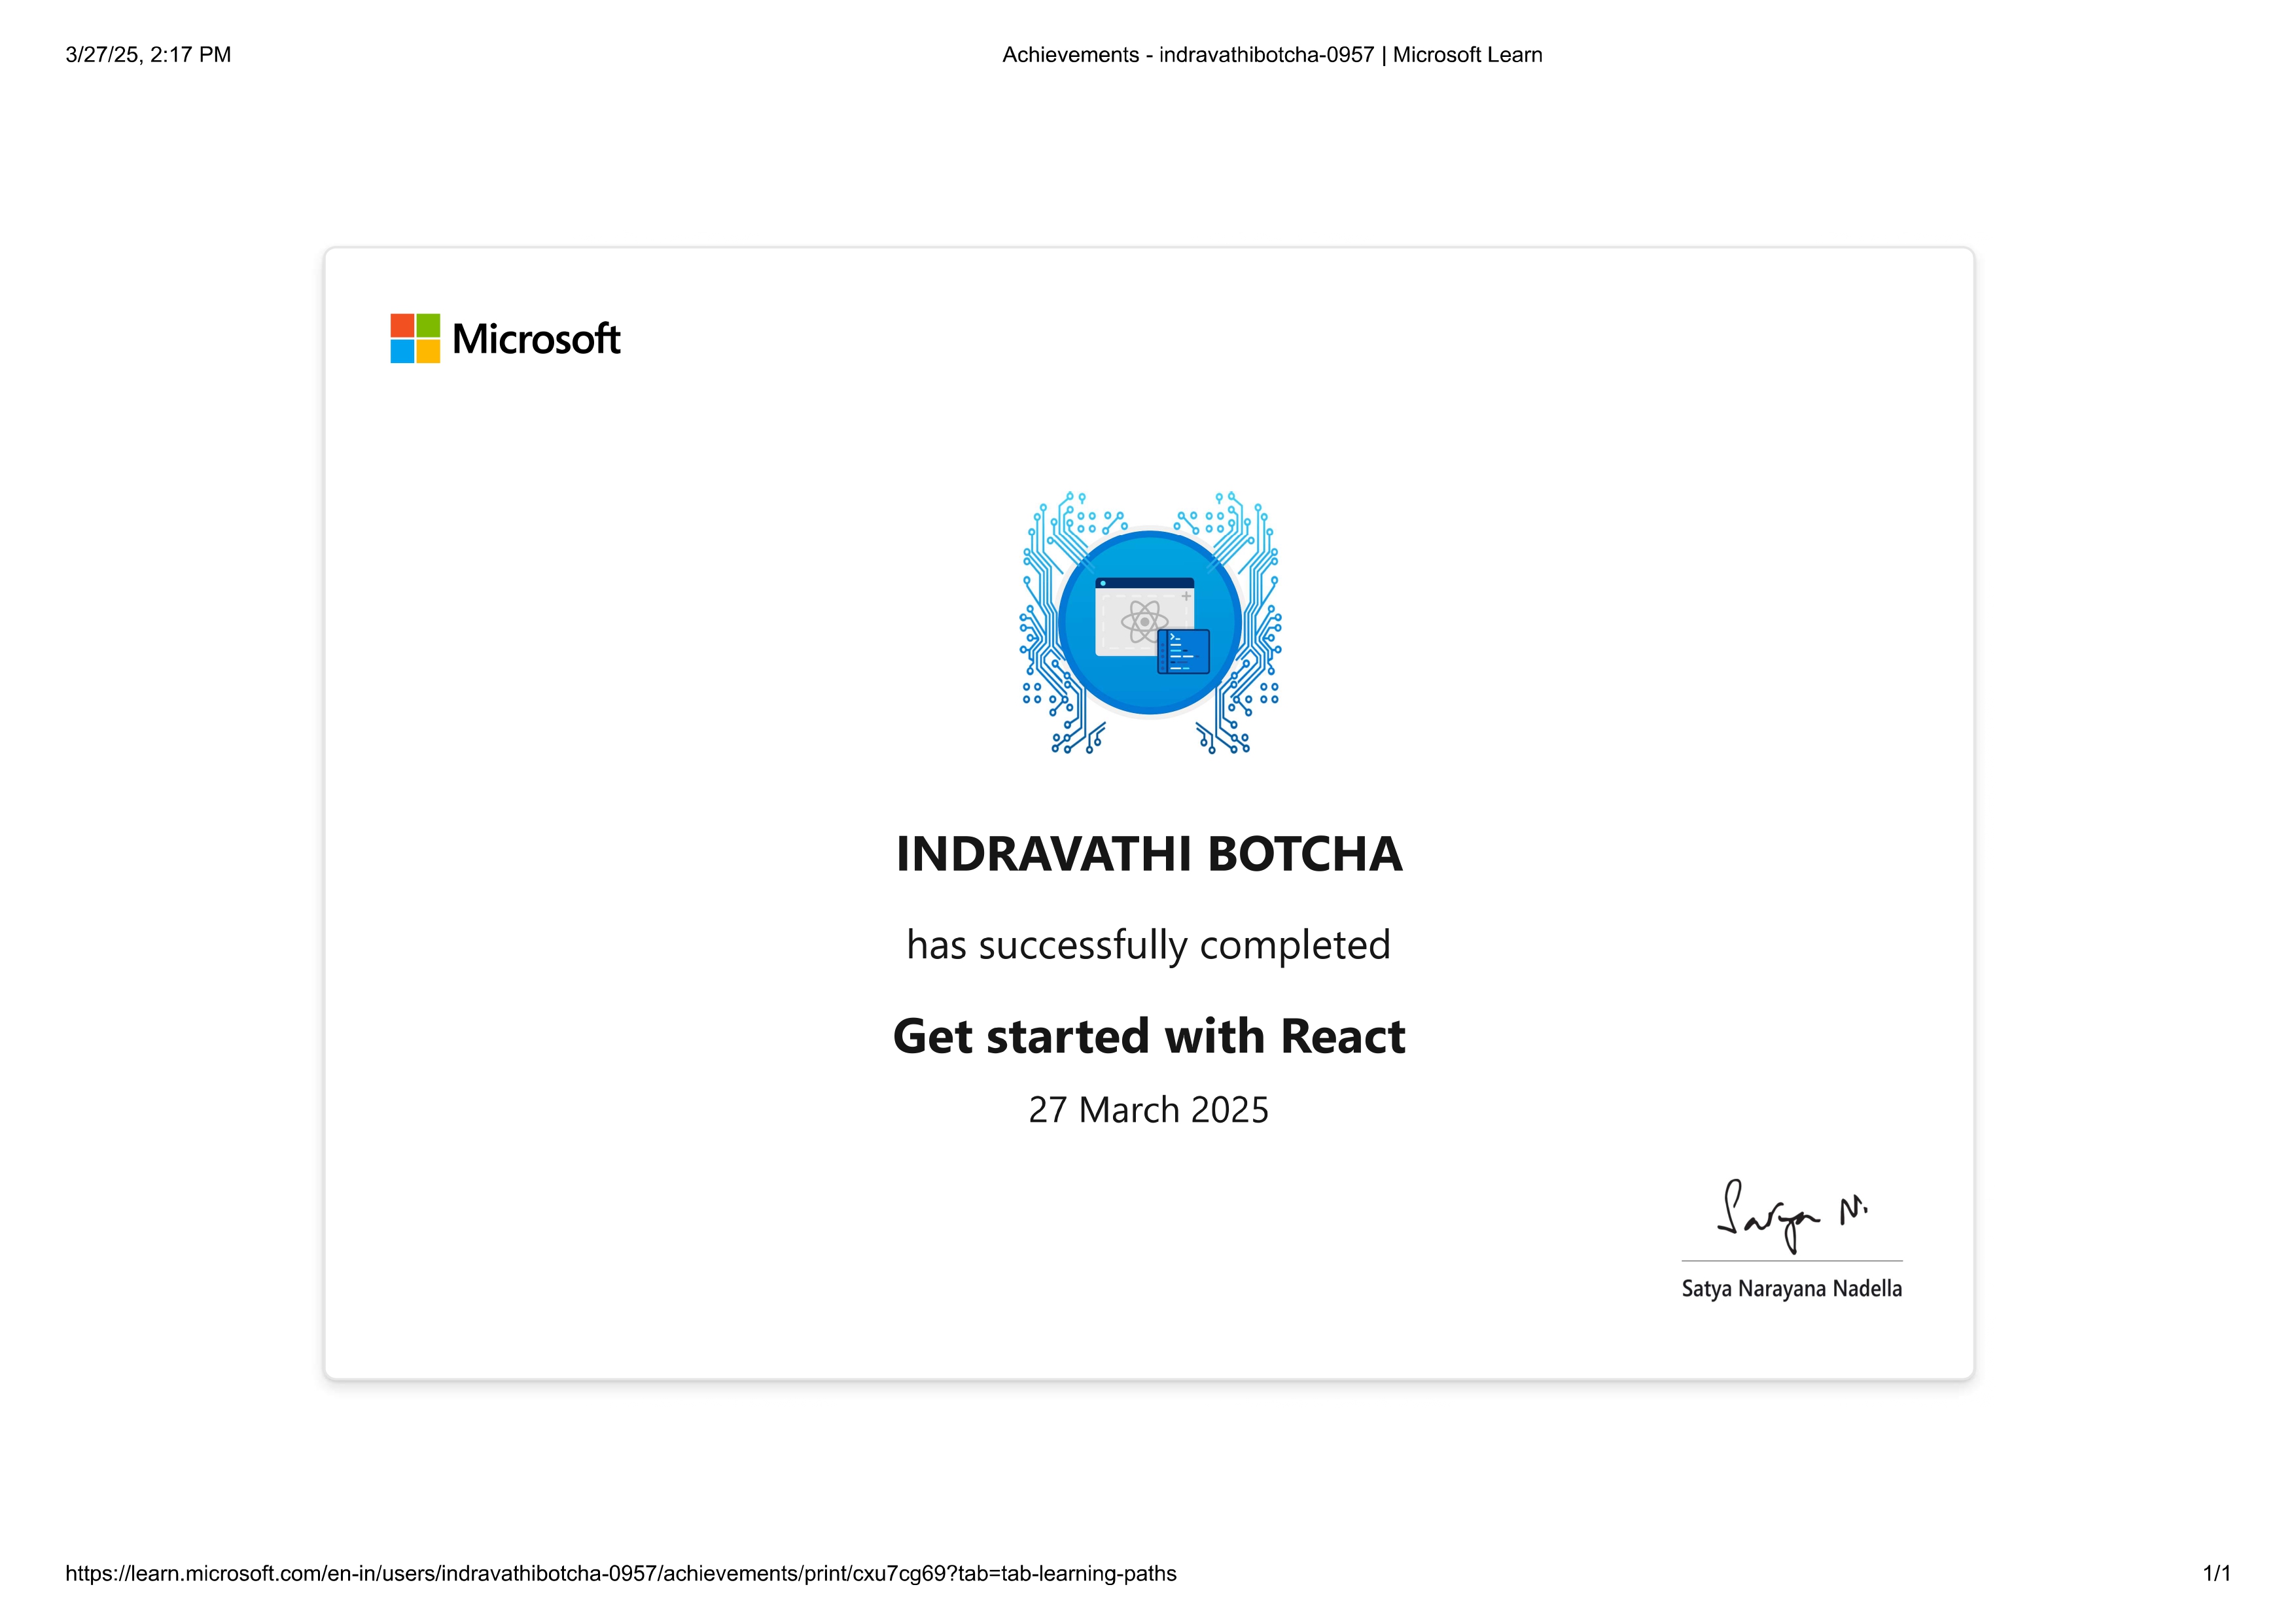 3/27/25, 2:17 PM
Achievements - indravathibotcha-0957 | Microsoft Learn
Microsoft
INDRAVATHI BOTCHA
has successfully completed
Get started with React
27 March 2025
Satya N.
Satya Narayana Nadella
https://learn.microsoft.com/en-in/users/indravathibotcha-0957/achievements/print/cxu7cg69?tab=tab-learning-paths
1/1